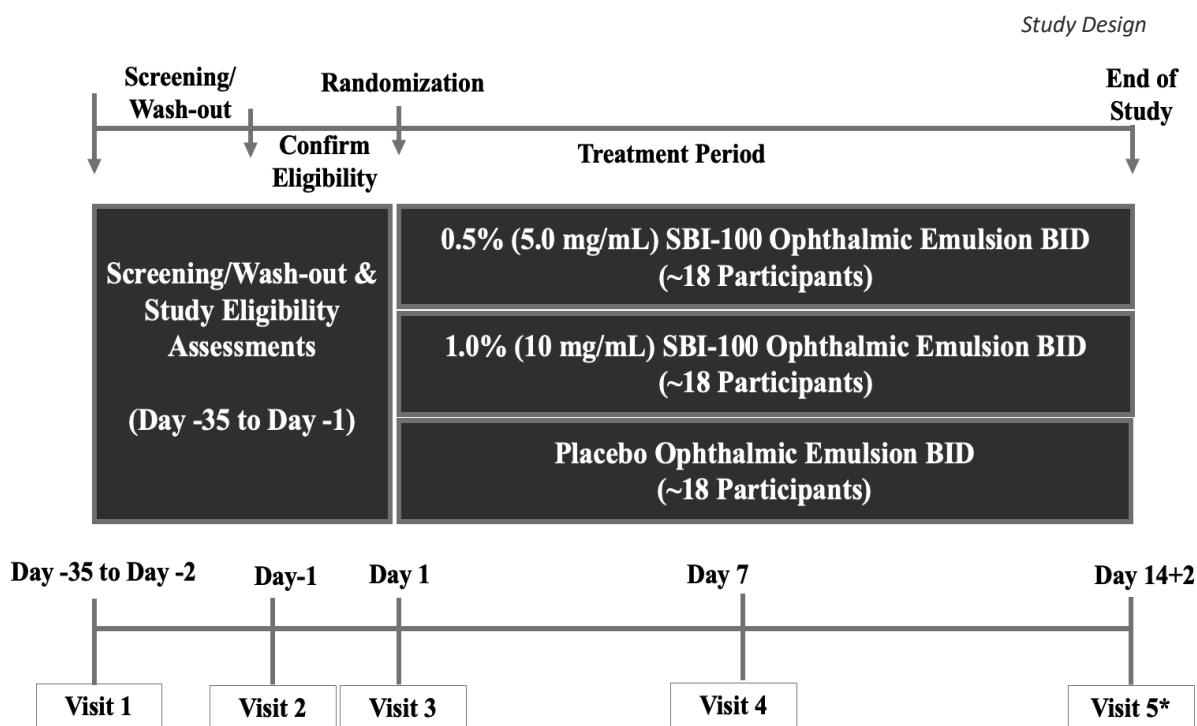 Study Design
Screening/
Wash-out
Randomization
End of
Study
Confirm
Eligibility
Treatment Period
Screening/Wash-out &
Study Eligibility
Assessments
(Day -35 to Day -1)
0.5% (5.0 mg/mL) SBI-100 Ophthalmic Emulsion BID
(~18 Participants)
1.0% (10 mg/mL) SBI-100 Ophthalmic Emulsion BID
(~18 Participants)
Placebo Ophthalmic Emulsion BID
(~18 Participants)
Day -35 to Day -2
Day-1
Day 1
Day 7
Day 14+2
Visit 1
Visit 2
Visit 3
Visit 4
Visit 5*